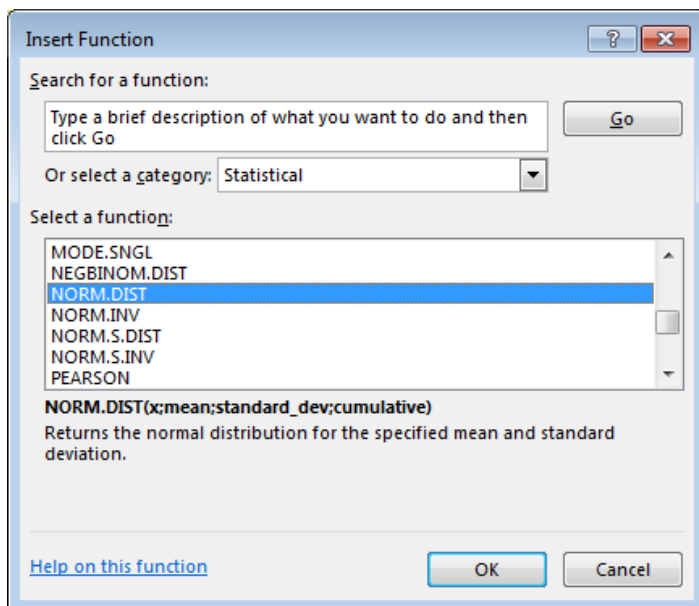 Insert Function
Search for a function:
Type a brief description of what you want to do and then
click Go
Go
Or select a category: Statistical
Select a function:
MODE.SNGL
NEGBINOM.DIST
NORM.DIST
NORM.INV
NORM.S.DIST
NORM.S.INV
PEARSON
NORM.DIST(x;mean;standard_dev;cumulative)
Returns the normal distribution for the specified mean and standard
deviation.
Help on this function
OK
Cancel